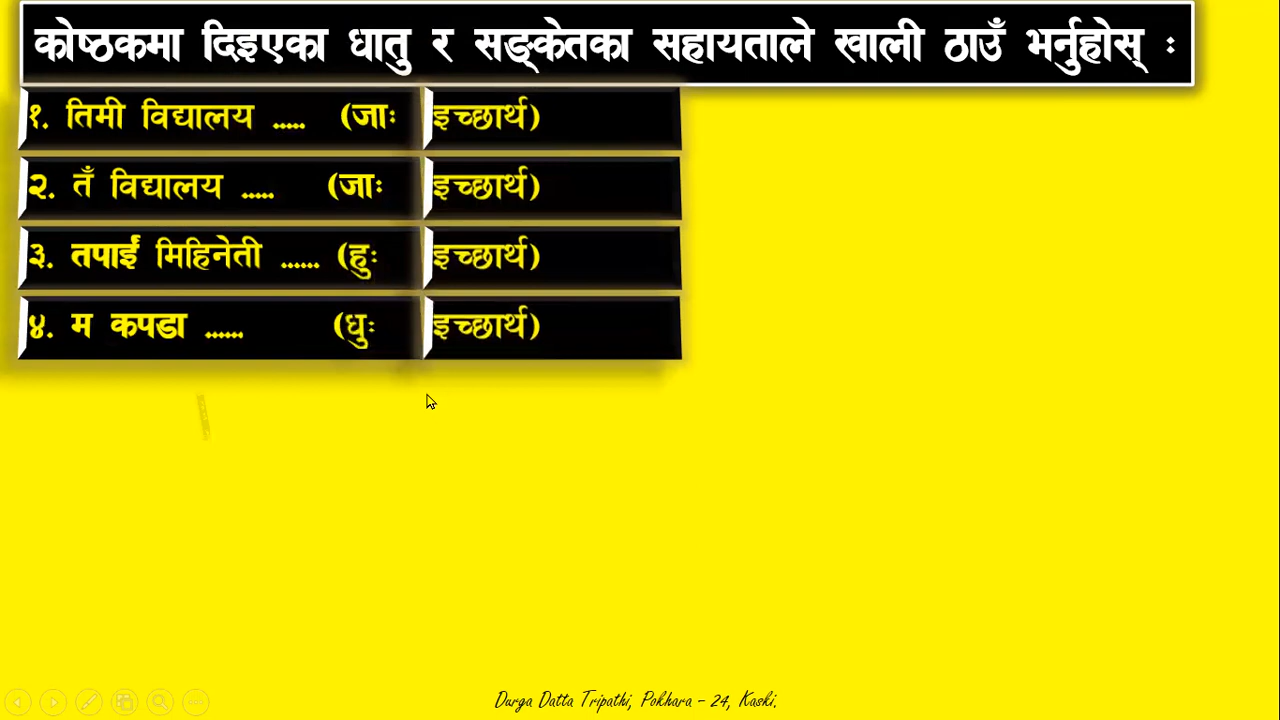 कोष्ठकमा दिइएका धातु र सङ्केतका सहायताले खाली ठाउँ भर्नुहोस् :
१. तिमी विद्यालय ..... (जाः इच्छार्थ)
२. तँ विद्यालय ..... (जाः इच्छार्थ)
३. तपाईं मिहिनेती ...... (हुः इच्छार्थ)
४. म कपडा ...... (धुः इच्छार्थ)
Durga Datta Tripathi, Pokhara - 24, Kaski.